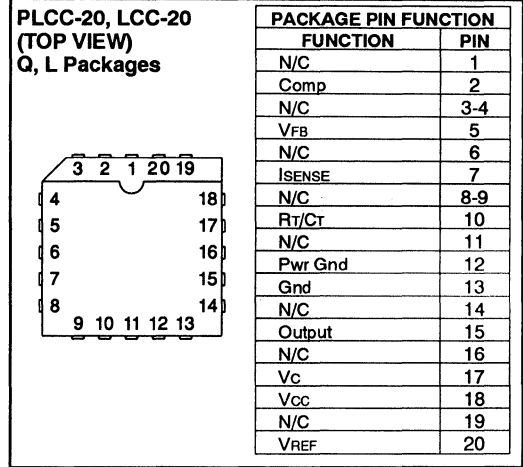 PLCC-20, LCC-20
(TOP VIEW)
Q, L Packages
3 2 1 20 19
4 18
5 17
6 16
7 15
8 14
9 10 11 12 13
PACKAGE PIN FUNCTION
FUNCTION PIN
N/C 1
Comp 2
N/C 3-4
VFB 5
N/C 6
ISENSE 7
N/C 8-9
RT/CT 10
N/C 11
Pwr Gnd 12
Gnd 13
N/C 14
Output 15
N/C 16
VC 17
VCC 18
N/C 19
VREF 20